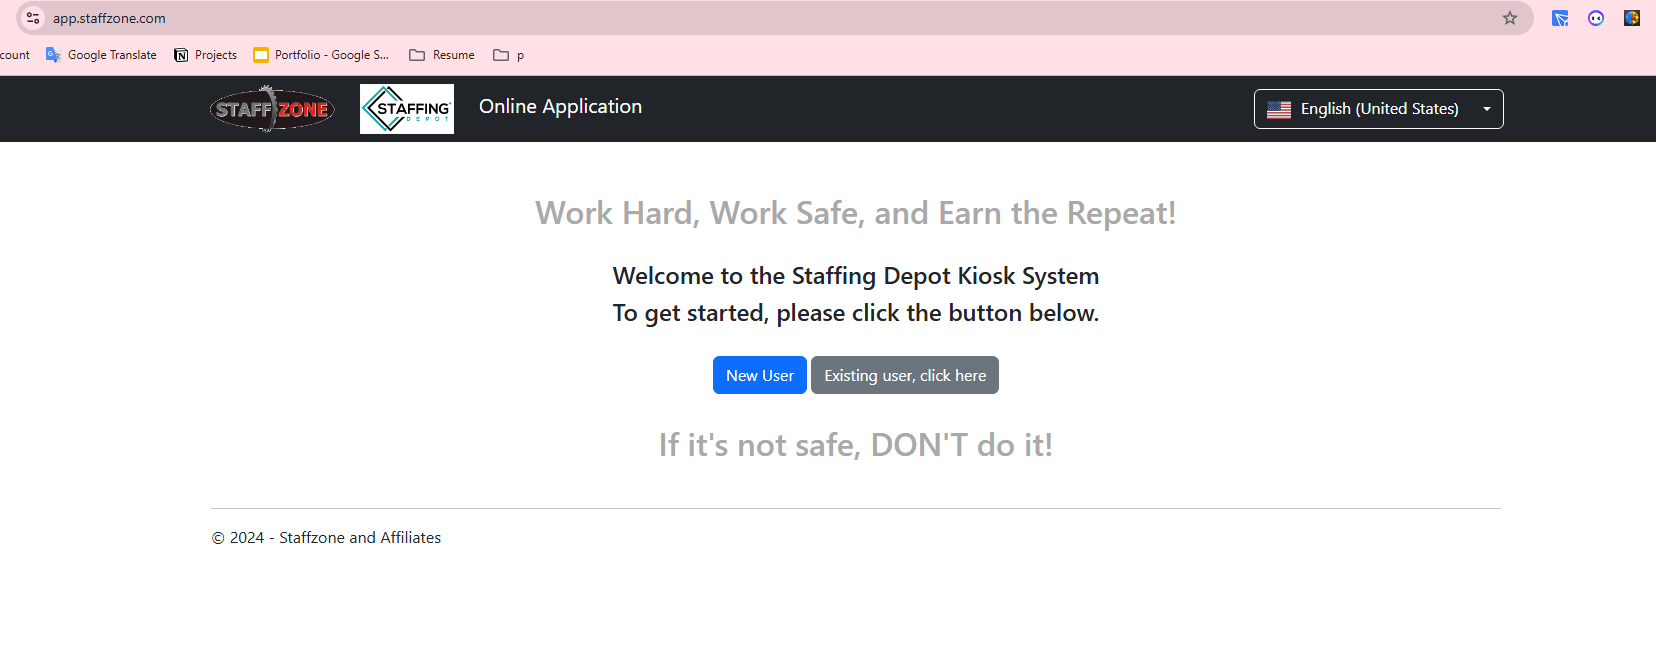 app.staffzone.com
count Google Translate Projects Portfolio - Google S... Resume p
STAFF ZONE STAFFING DEPOT Online Application English (United States)
Work Hard, Work Safe, and Earn the Repeat!
Welcome to the Staffing Depot Kiosk System
To get started, please click the button below.
New User Existing user, click here
If it's not safe, DON'T do it!
© 2024 - Staffzone and Affiliates